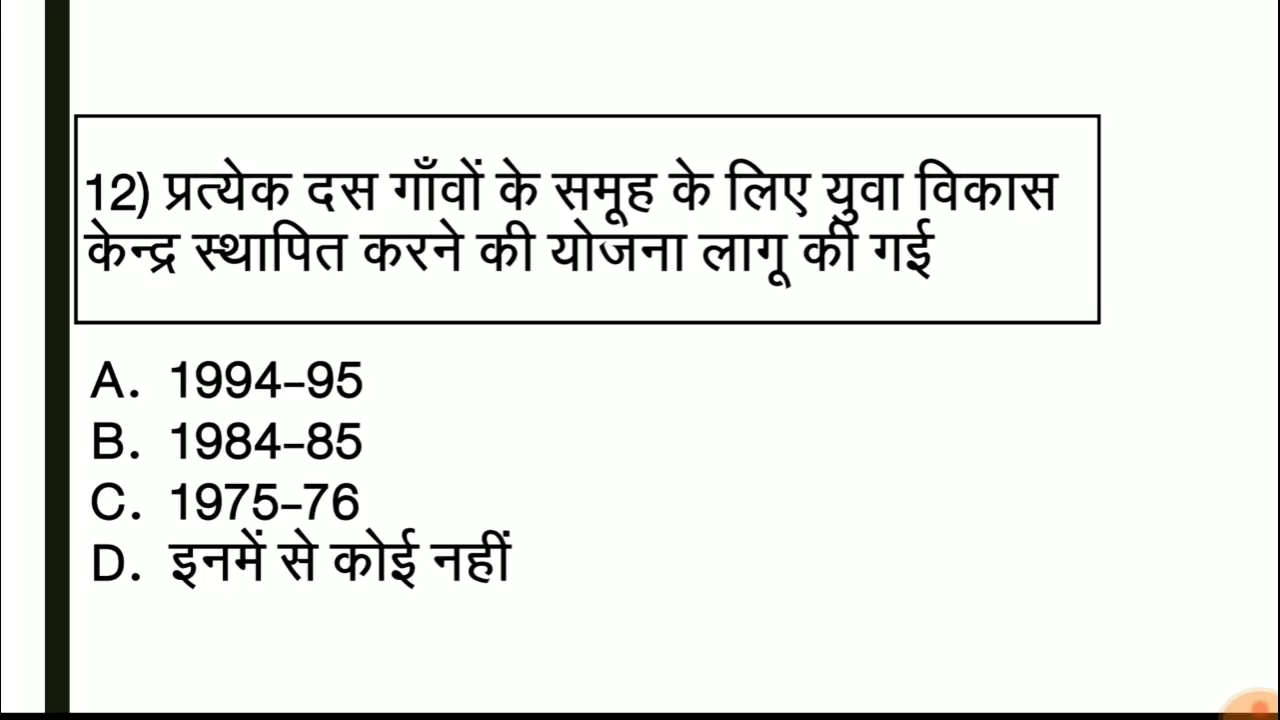 12) प्रत्येक दस गाँवों के समूह के लिए युवा विकास
केन्द्र स्थापित करने की योजना लागू की गई
A. 1994-95
B. 1984-85
C. 1975-76
D. इनमें से कोई नहीं